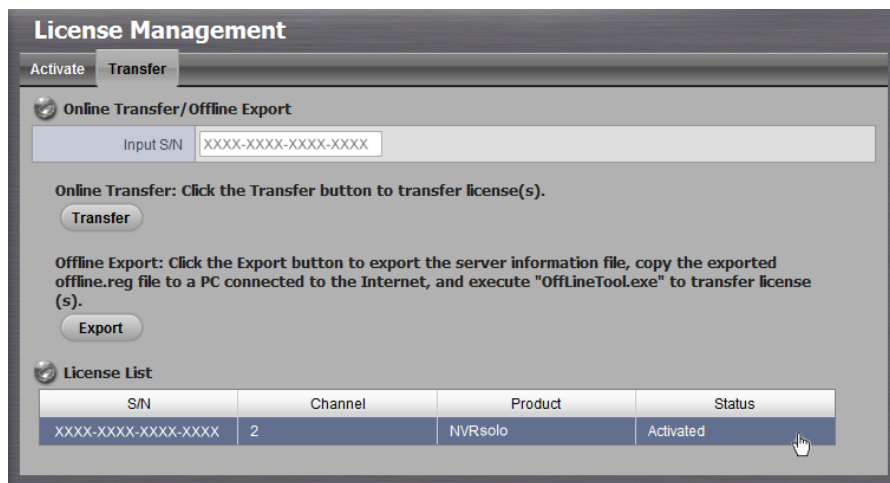 License Management
Activate Transfer
Online Transfer/Offline Export
Input S/N XXXX-XXXX-XXXX-XXXX
Online Transfer: Click the Transfer button to transfer license(s).
Transfer
Offline Export: Click the Export button to export the server information file, copy the exported
offline.reg file to a PC connected to the Internet, and execute "OffLineTool.exe" to transfer license
(s).
Export
License List
S/N Channel Product Status
XXXX-XXXX-XXXX-XXXX 2 NVRsolo Activated